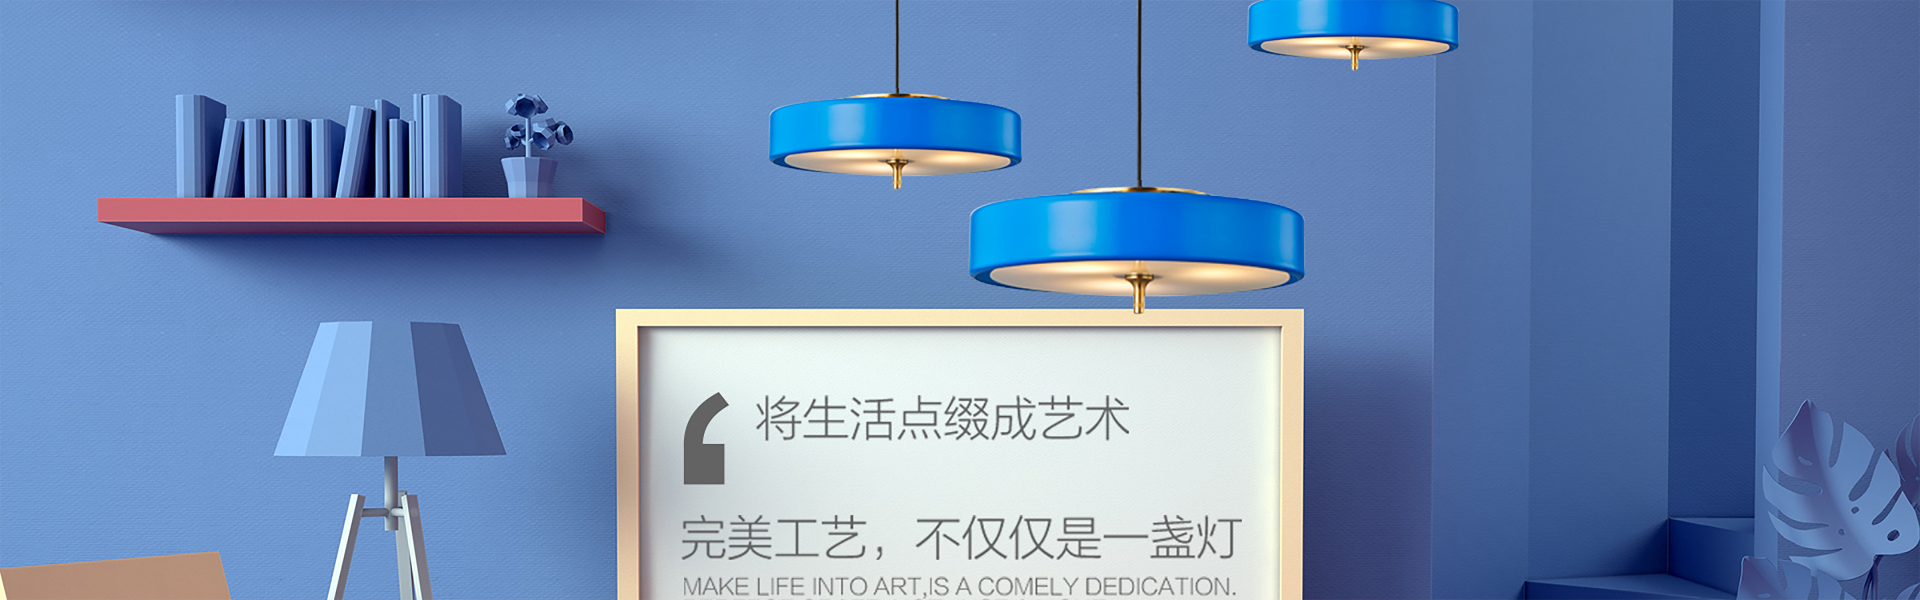 将生活点缀成艺术
完美工艺，不仅仅是一盏灯
MAKE LIFE INTO ART,IS A COMELY DEDICATION.